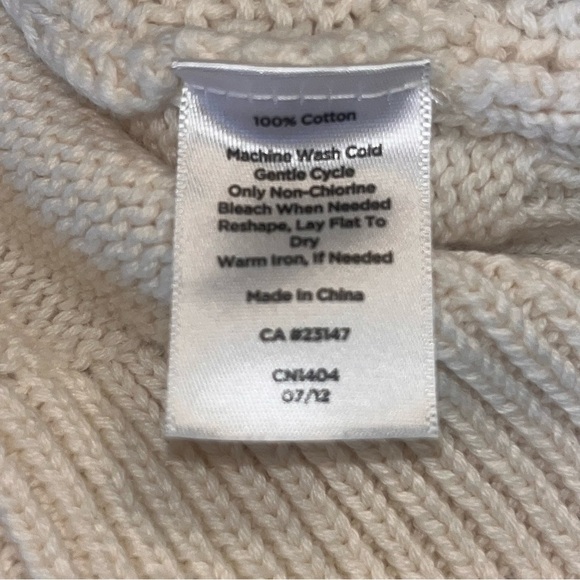 100% Cotton
Machine Wash Cold
Gentle Cycle
Only Non-Chlorine
Bleach When Needed
Reshape, Lay Flat To
Dry
Warm Iron, If Needed
Made In China
CA #23147
CN1404
07/12